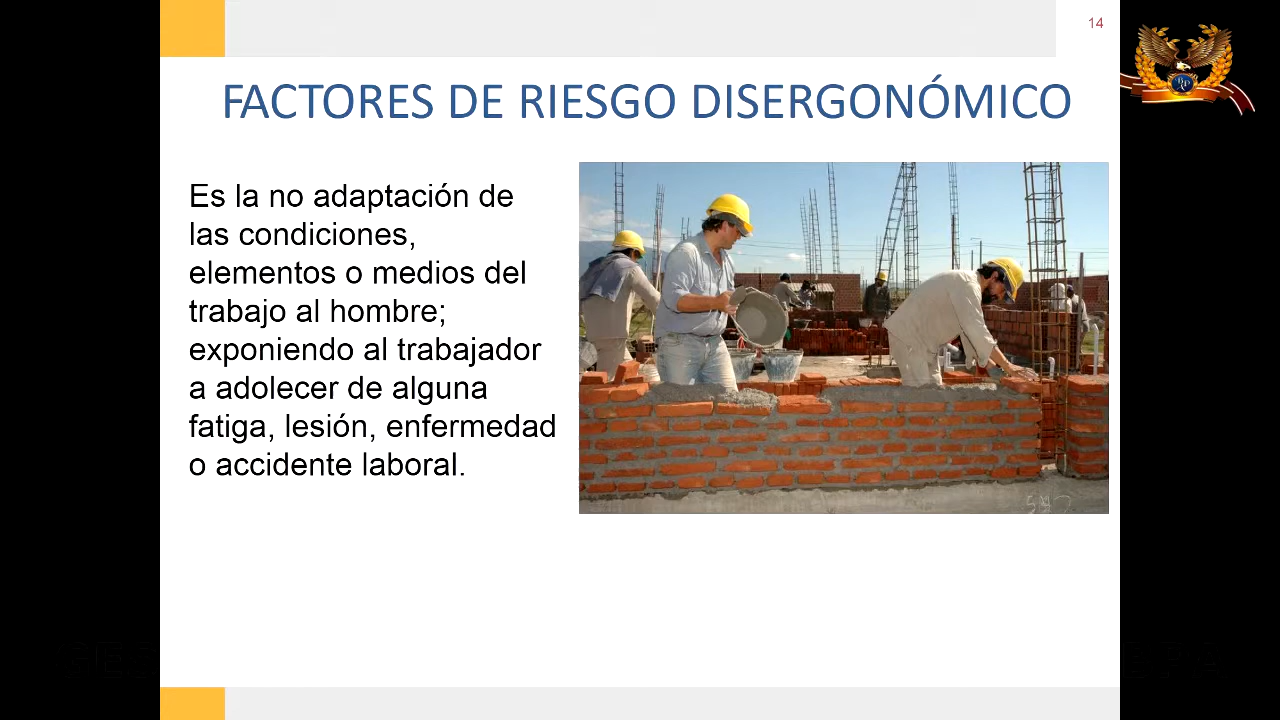 14
FACTORES DE RIESGO DISERGONÓMICO
Es la no adaptación de
las condiciones,
elementos o medios del
trabajo al hombre;
exponiendo al trabajador
a adolecer de alguna
fatiga, lesión, enfermedad
o accidente laboral.